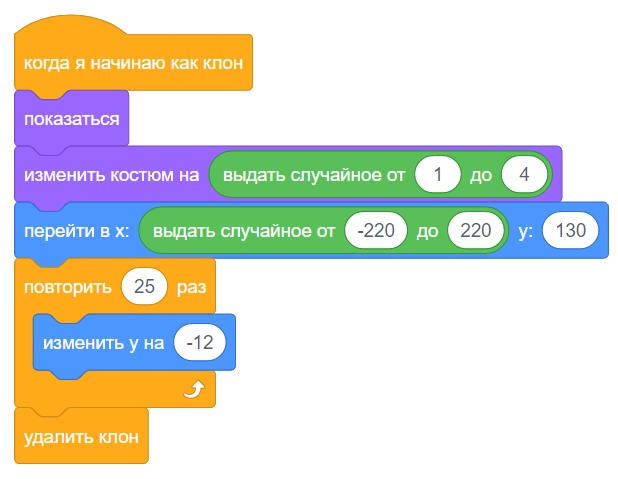 когда я начинаю как клон
показаться
изменить костюм на выдать случайное от 1 до 4
перейти в x: выдать случайное от -220 до 220 y: 130
повторить 25 раз
изменить y на -12
удалить клон